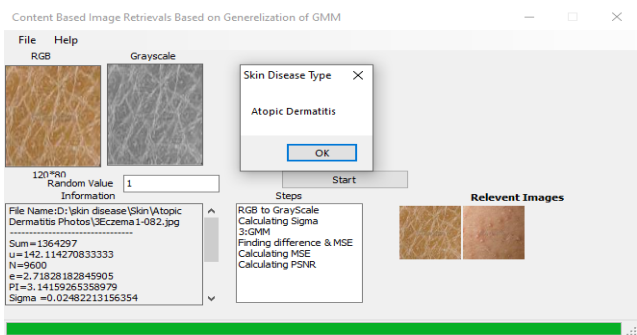 Content Based Image Retrievals Based on Generelization of GMM
File Help
RGB Grayscale
Skin Disease Type
Atopic Dermatitis
OK
120*80
Random Value 1
Start
Information
File Name:D:\skin disease\Skin\Atopic
Dermatitis Photos\3Eczema1-082.jpg
--------------------------------
Sum=1364297
u=142.114270833333
N=9600
e=2.71828182845905
PI=3.14159265358979
Sigma =0.02482213156354
Steps
RGB to GrayScale
Calculating Sigma
3:GMM
Finding difference & MSE
Calculating MSE
Calculating PSNR
Relevent Images